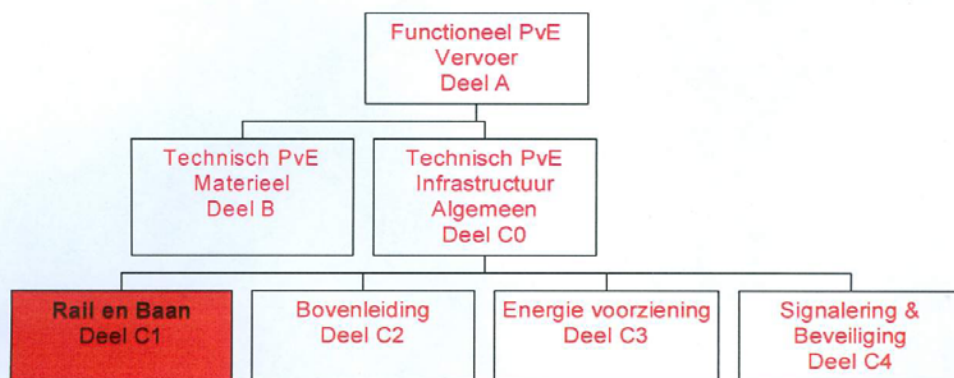 Functioneel PvE
Vervoer
Deel A
Technisch PvE
Materieel
Deel B
Technisch PvE
Infrastructuur
Algemeen
Deel C0
Rail en Baan
Deel C1
Bovenleiding
Deel C2
Energie voorziening
Deel C3
Signalering &
Beveiliging
Deel C4